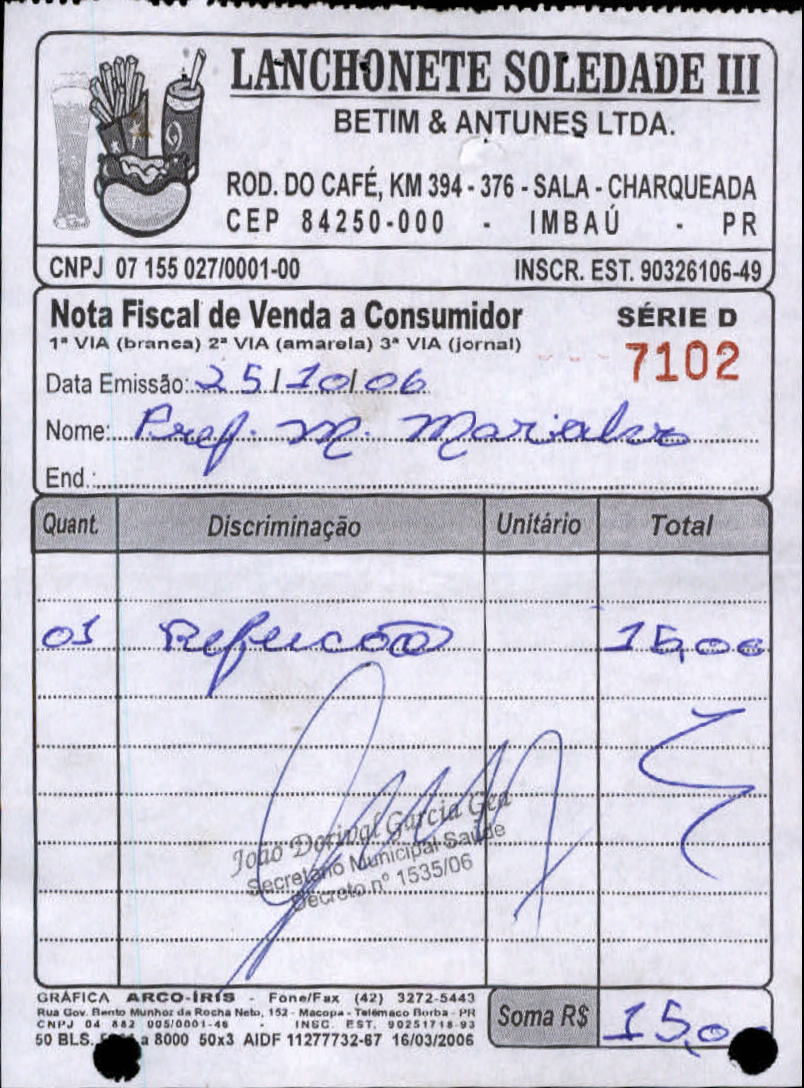 LANCHONETE SOLEDADE III
BETIM & ANTUNES LTDA.
ROD. DO CAFÉ, KM 394 - 376 - SALA - CHARQUEADA
CEP 84250-000 - IMBAÚ - PR
CNPJ 07 155 027/0001-00 INSCR. EST. 90326106-49
Nota Fiscal de Venda a Consumidor SÉRIE D
1ª VIA (branca) 2ª VIA (amarela) 3ª VIA (jornal) 7102
Data Emissão: 25/10/06
Nome: Pref. M. Marialva
End.:
Quant. Discriminação Unitário Total
01 Refeição 15,00
João Dorival Garcia
Secretário Municipal Saúde
Decreto nº 1535/06
GRÁFICA ARCO-ÍRIS - Fone/Fax (42) 3272-5443
Rua Gov. Bento Munhoz da Rocha Neto, 152 - Macopa - Telêmaco Borba - PR
CNPJ 04 882 005/0001-46 - INSC. EST. 90251718-93
50 BLS. a 8000 50x3 AIDF 11277732-67 16/03/2006
Soma R$ 15,0